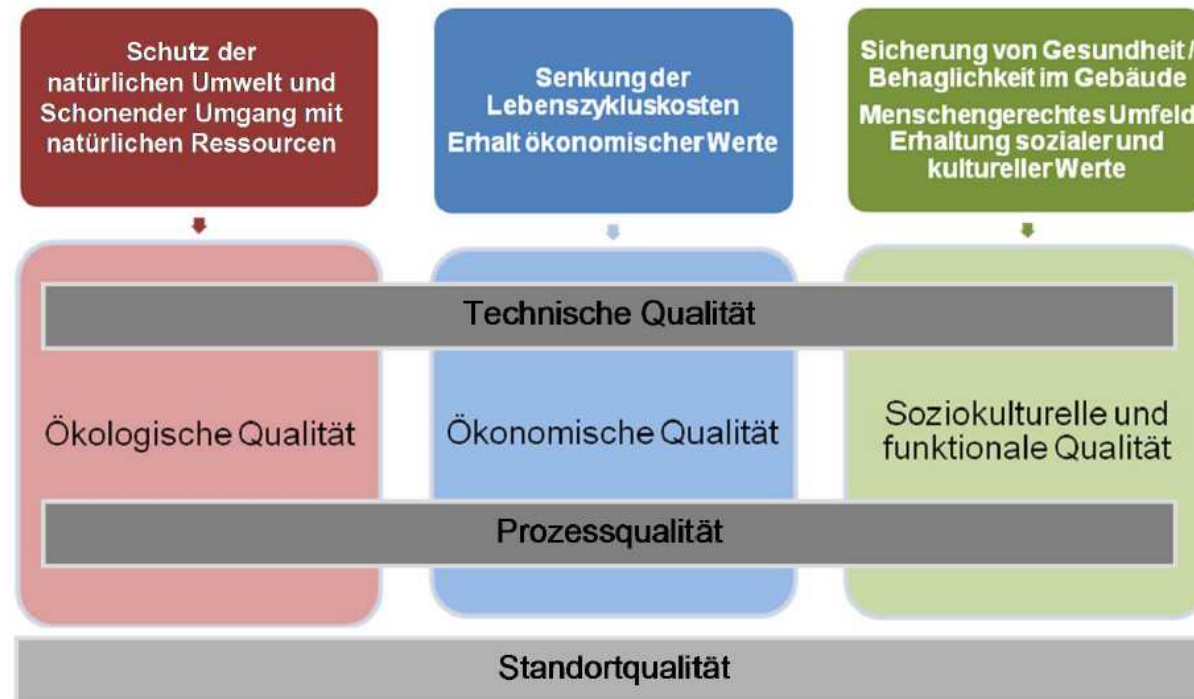 Schutz der
natürlichen Umwelt und
Schonender Umgang mit
natürlichen Ressourcen
Senkung der
Lebenszykluskosten
Erhalt ökonomischer Werte
Sicherung von Gesundheit /
Behaglichkeit im Gebäude
Menschengerechtes Umfeld
Erhaltung sozialer und
kultureller Werte
Technische Qualität
Ökologische Qualität
Ökonomische Qualität
Soziokulturelle und
funktionale Qualität
Prozessqualität
Standortqualität